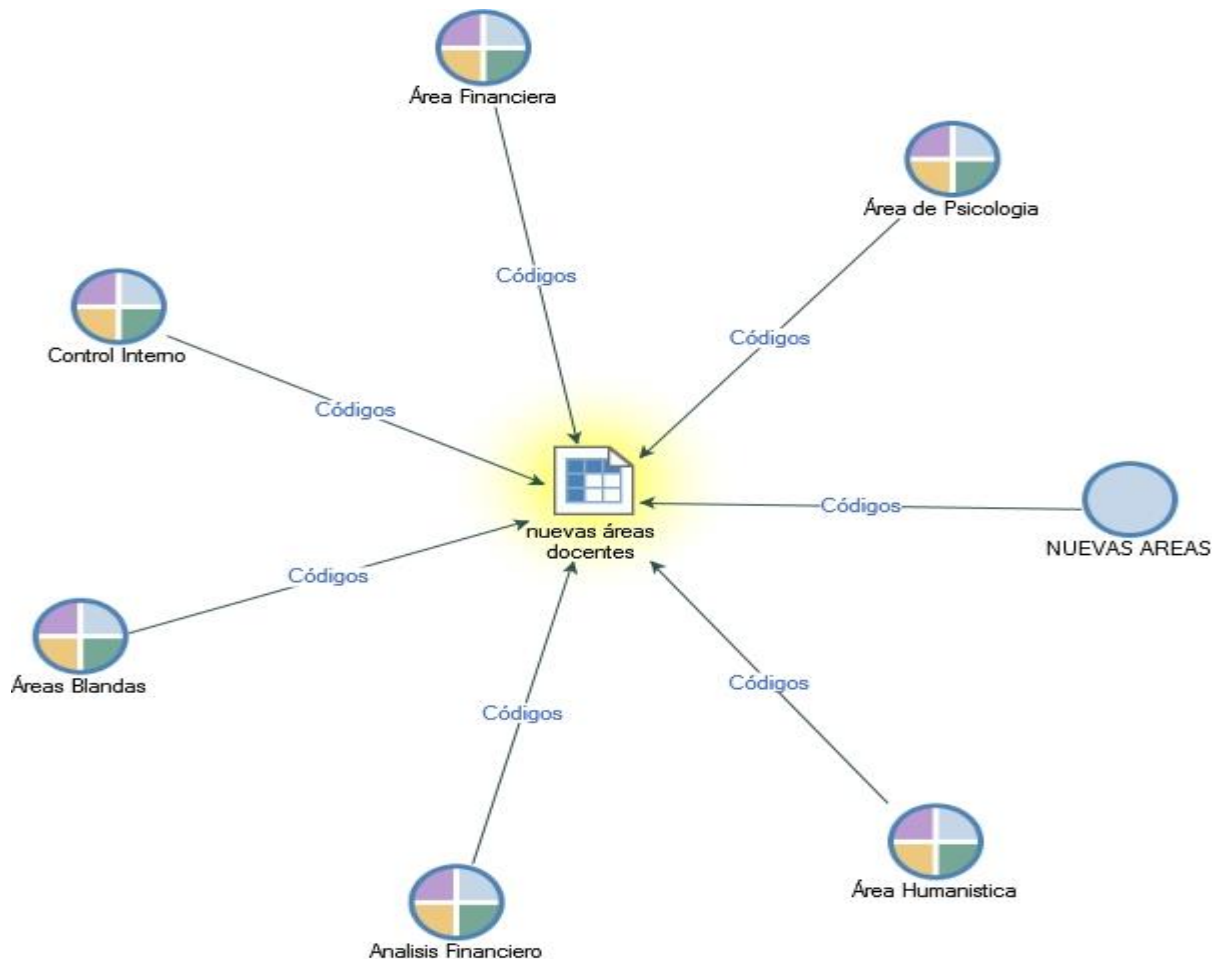 Área Financiera
Área de Psicologia
Códigos
Códigos
Control Interno
Códigos
nuevas áreas
docentes
Códigos
NUEVAS AREAS
Códigos
Áreas Blandas
Códigos
Códigos
Área Humanistica
Analisis Financiero